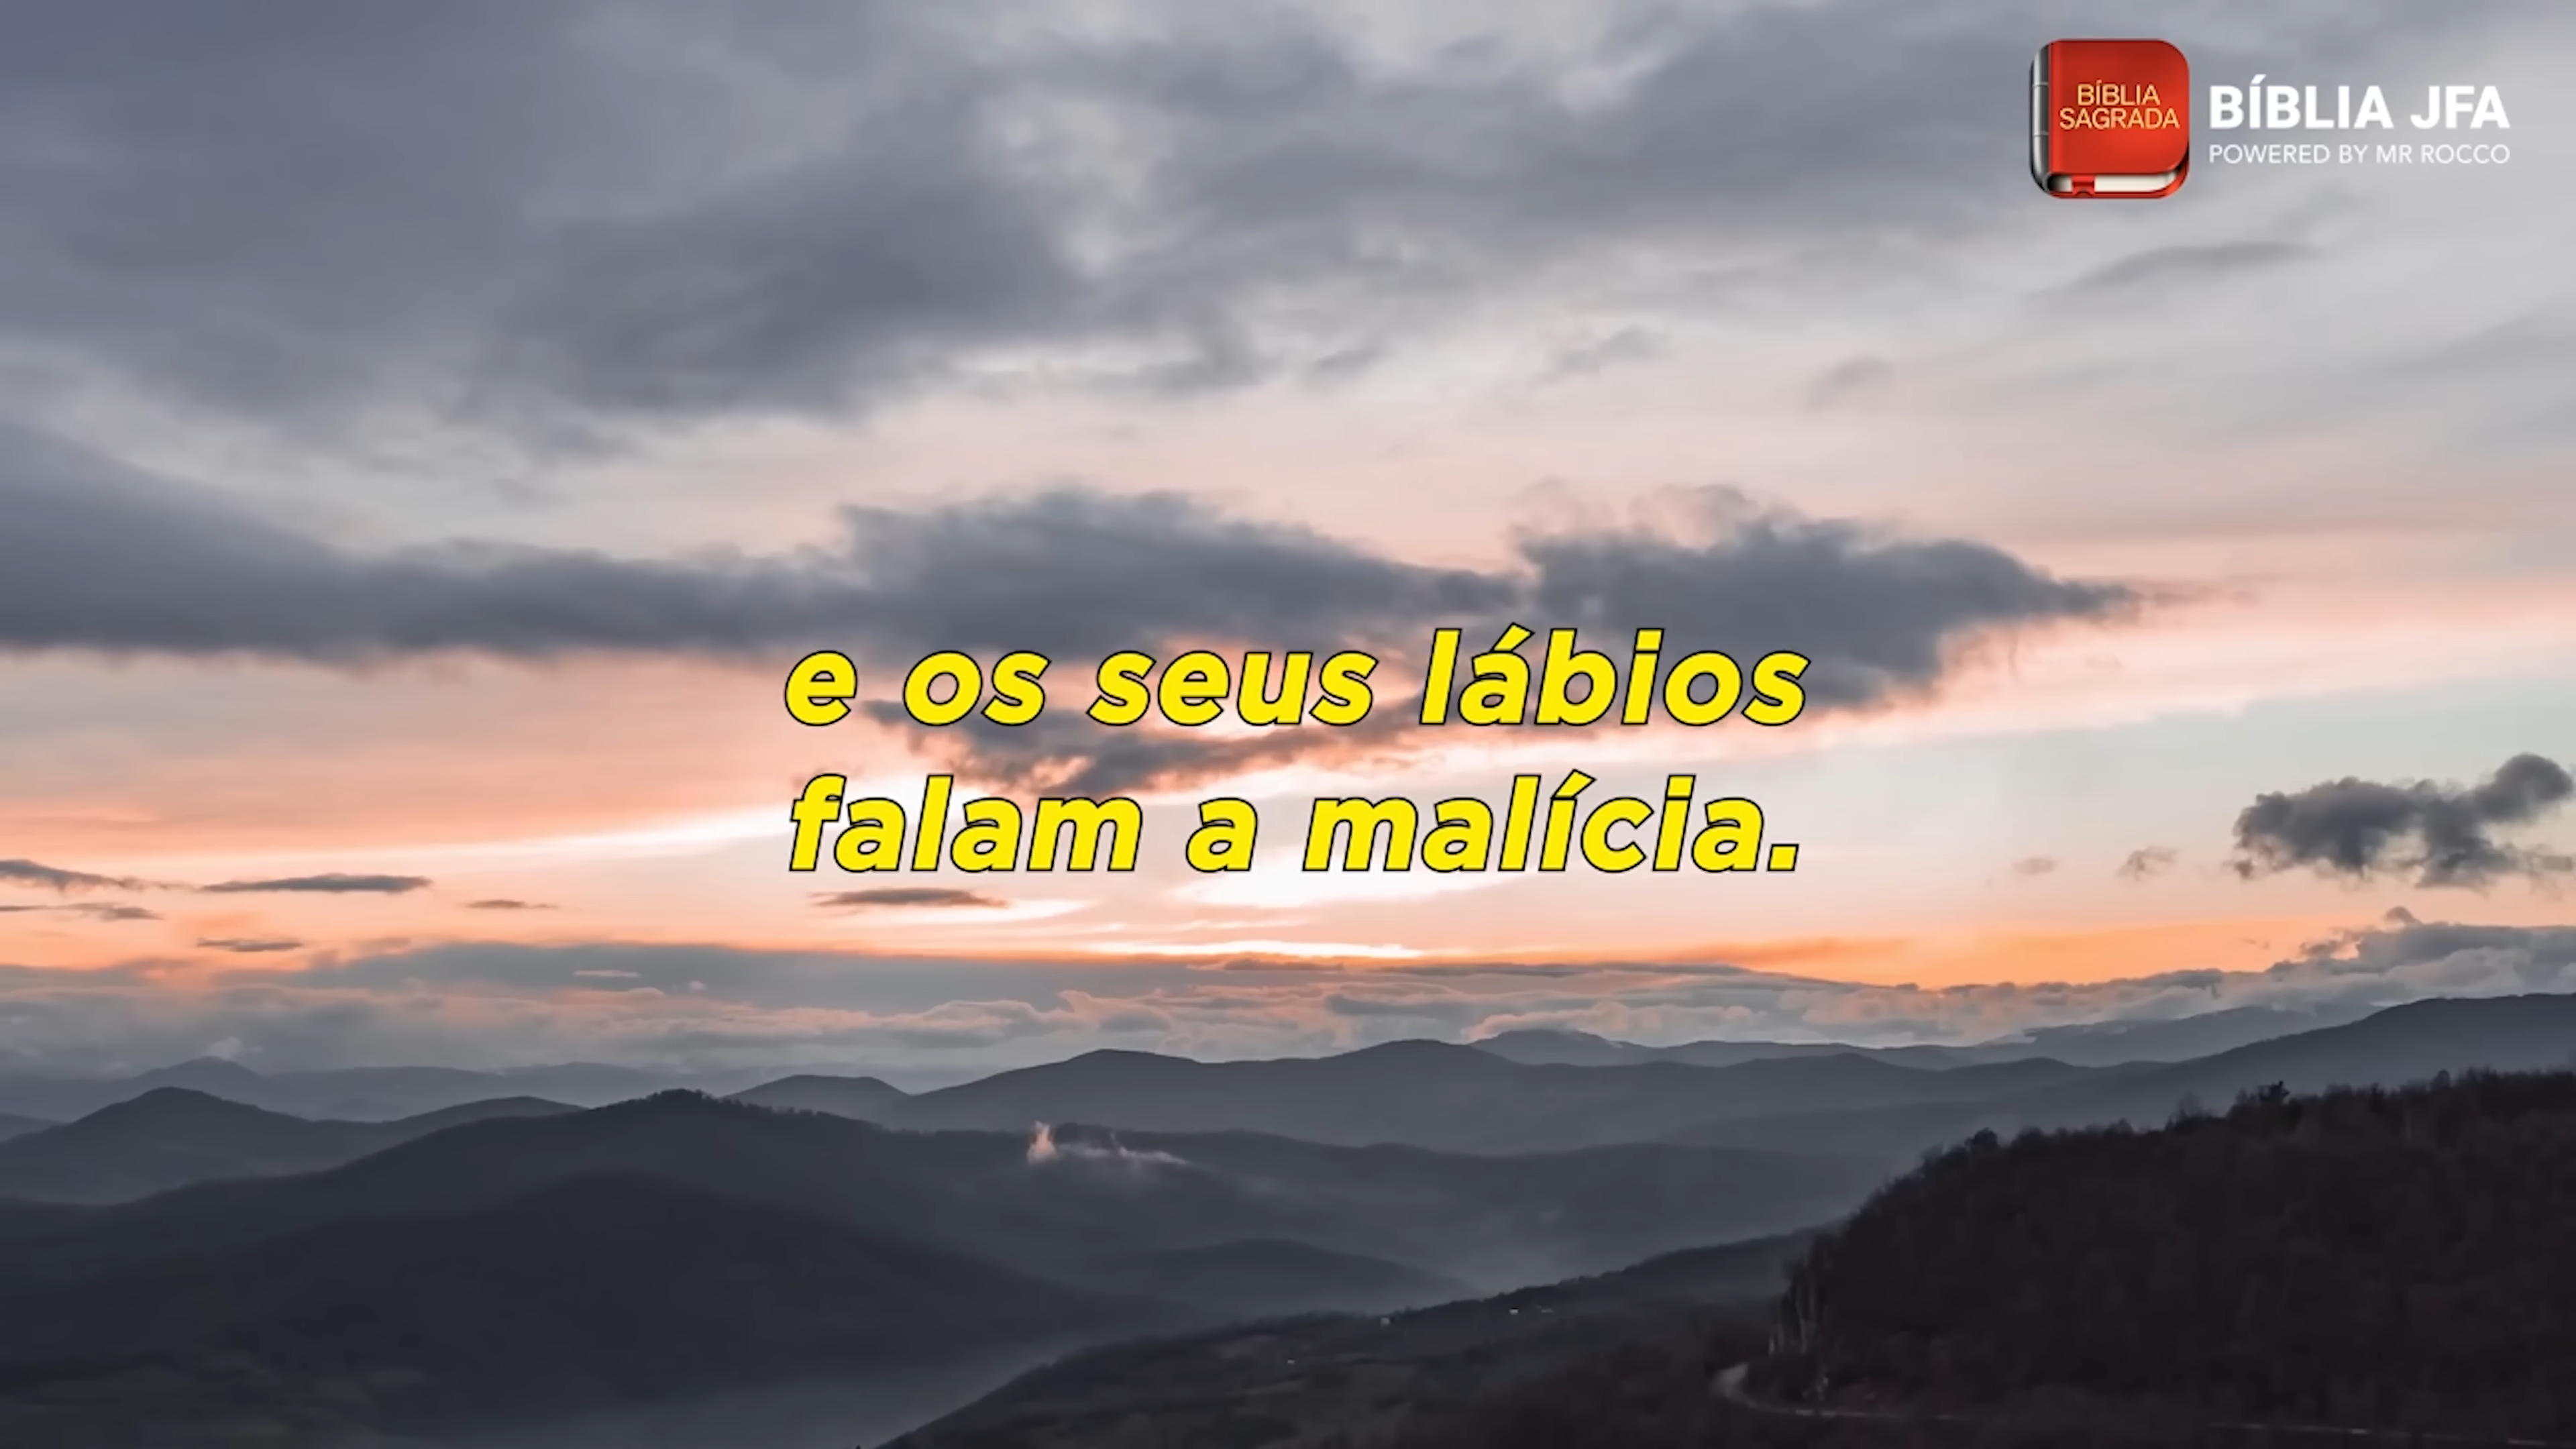 BÍBLIA
SAGRADA
BÍBLIA JFA
POWERED BY MR ROCCO
e os seus lábios
falam a malícia.